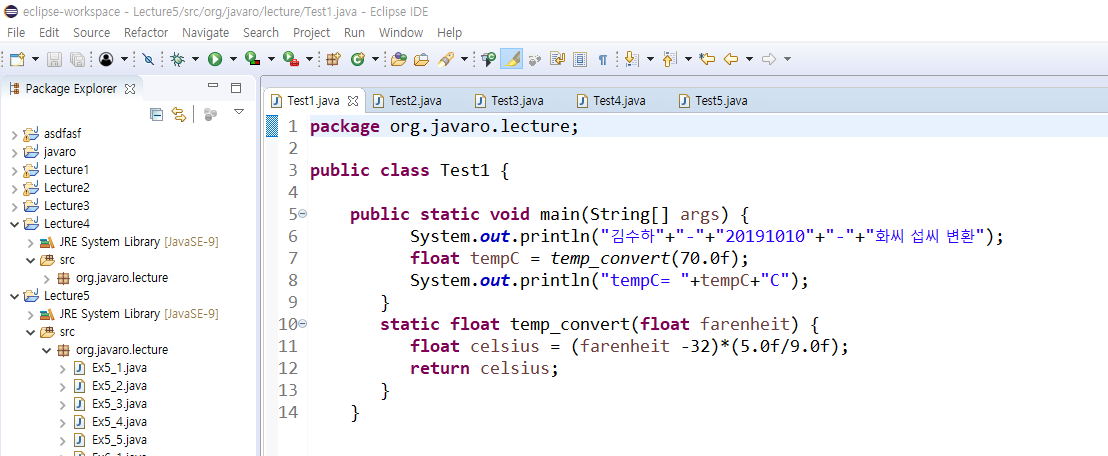 eclipse-workspace - Lecture5/src/org/javaro/lecture/Test1.java - Eclipse IDE
File Edit Source Refactor Navigate Search Project Run Window Help
Package Explorer
asdfasf
javaro
Lecture1
Lecture2
Lecture3
Lecture4
JRE System Library [JavaSE-9]
src
org.javaro.lecture
Lecture5
JRE System Library [JavaSE-9]
src
org.javaro.lecture
Ex5_1.java
Ex5_2.java
Ex5_3.java
Ex5_4.java
Ex5_5.java
Test1.java Test2.java Test3.java Test4.java Test5.java
1 package org.javaro.lecture;
2
3 public class Test1 {
4
5 public static void main(String[] args) {
6 System.out.println("김수하"+"-"+"20191010"+"-"+"화씨 섭씨 변환");
7 float tempC = temp_convert(70.0f);
8 System.out.println("tempC= "+tempC+"C");
9 }
10 static float temp_convert(float farenheit) {
11 float celsius = (farenheit -32)*(5.0f/9.0f);
12 return celsius;
13 }
14 }